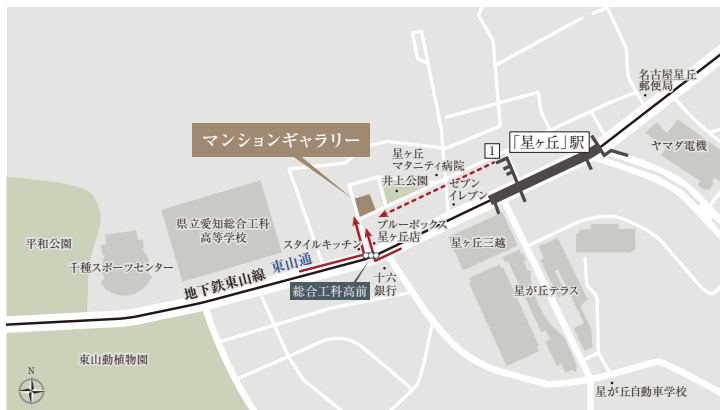 名古屋星丘
郵便局
ヤマダ電機
「星ヶ丘」駅
1
マンションギャラリー
星ヶ丘
マタニティ病院
井上公園
セブン
イレブン
県立愛知総合工科
高等学校
ブルーボックス
星ヶ丘店
スタイルキッチン
星ヶ丘三越
平和公園
千種スポーツセンター
地下鉄東山線
東山通
総合工科高前
十六
銀行
星が丘テラス
東山動植物園
N
星が丘自動車学校